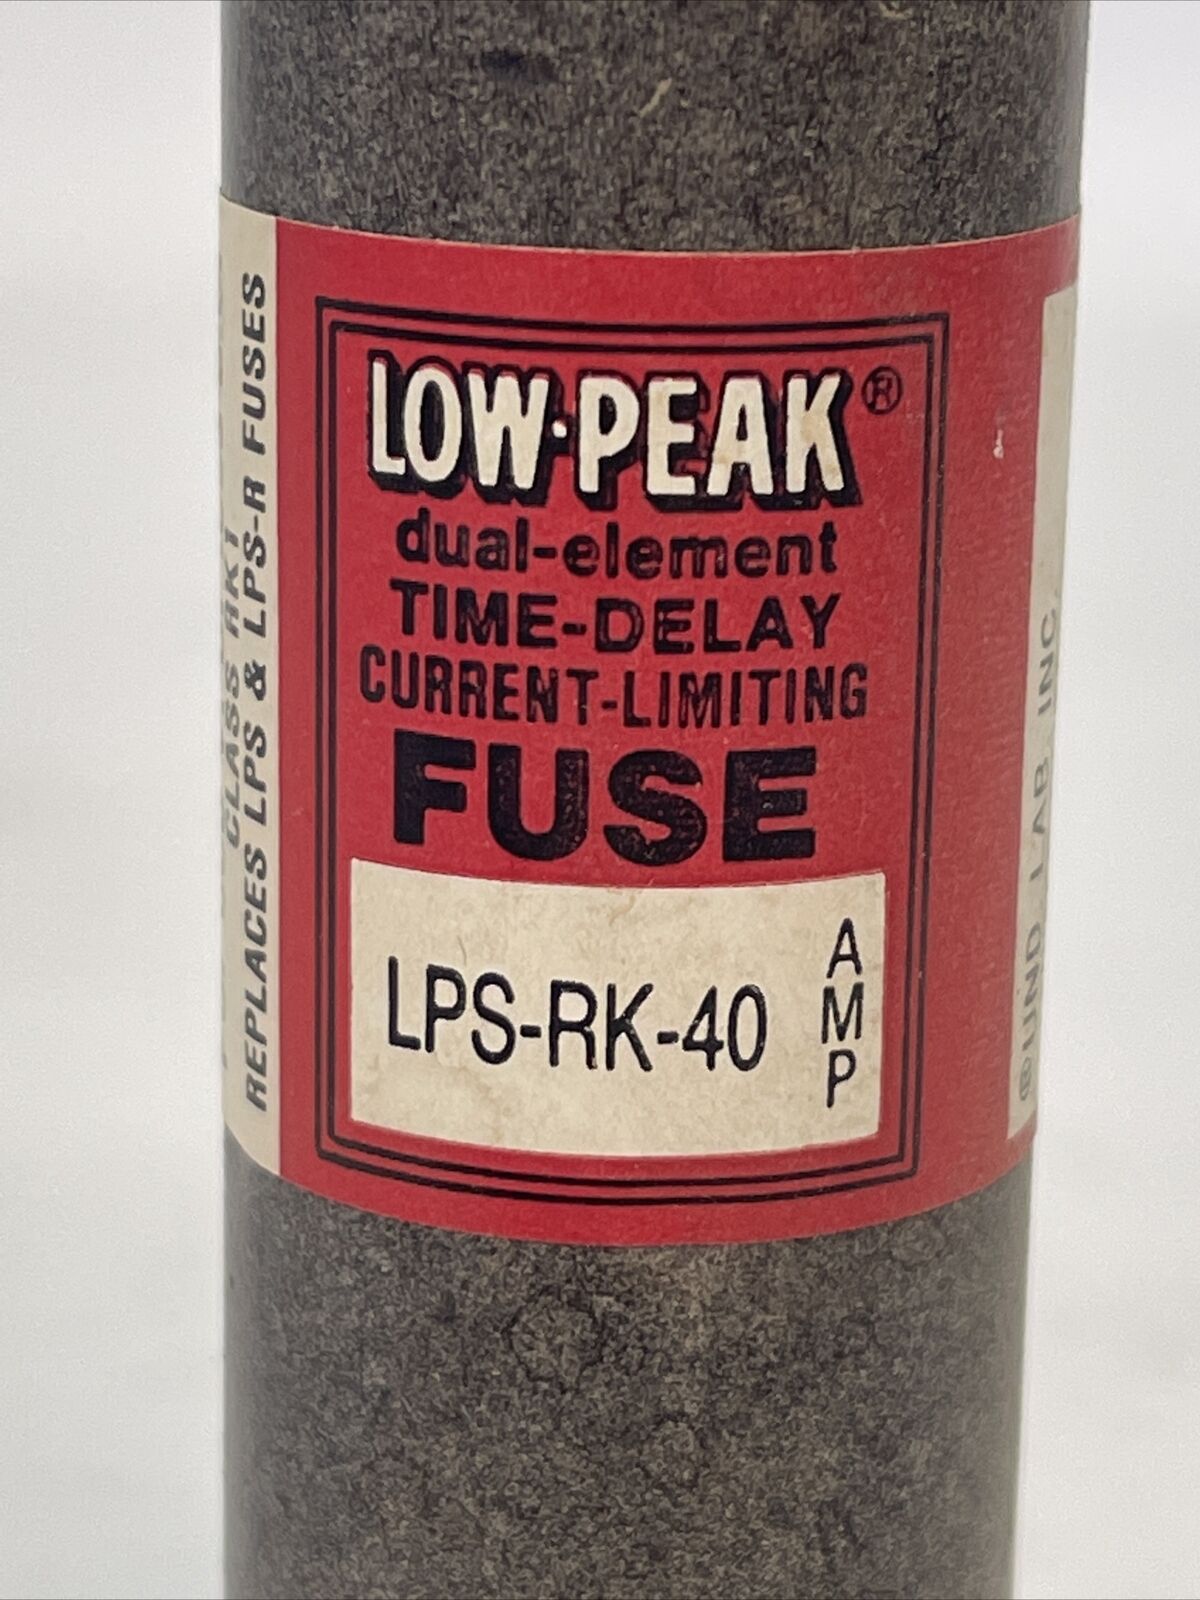 CLASS RK1
REPLACES LPS & LPS-R FUSES
LOW-PEAK®
dual-element
TIME-DELAY
CURRENT-LIMITING
FUSE
LPS-RK-40
AMP
®UND. LAB. INC.